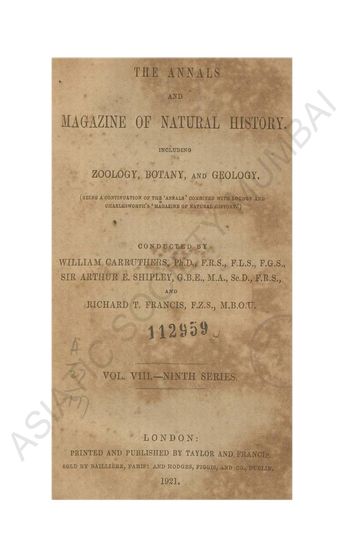 THE ANNALS
AND
MAGAZINE OF NATURAL HISTORY,
INCLUDING
ZOOLOGY, BOTANY, AND GEOLOGY.
(BEING A CONTINUATION OF THE 'ANNALS' COMBINED WITH LOUDON AND
CHARLESWORTH'S 'MAGAZINE OF NATURAL HISTORY.')
CONDUCTED BY
WILLIAM CARRUTHERS, Ph.D., F.R.S., F.L.S., F.G.S.,
SIR ARTHUR E. SHIPLEY, G.B.E., M.A., Sc.D., F.R.S.,
AND
RICHARD T. FRANCIS, F.Z.S., M.B.O.U.
112959
VOL. VIII.—NINTH SERIES.
LONDON:
PRINTED AND PUBLISHED BY TAYLOR AND FRANCIS.
SOLD BY BAILLIÈRE, PARIS: AND HODGES, FIGGIS, AND CO., DUBLIN.
1921.
ASIATIC SOCIETY MUMBAI